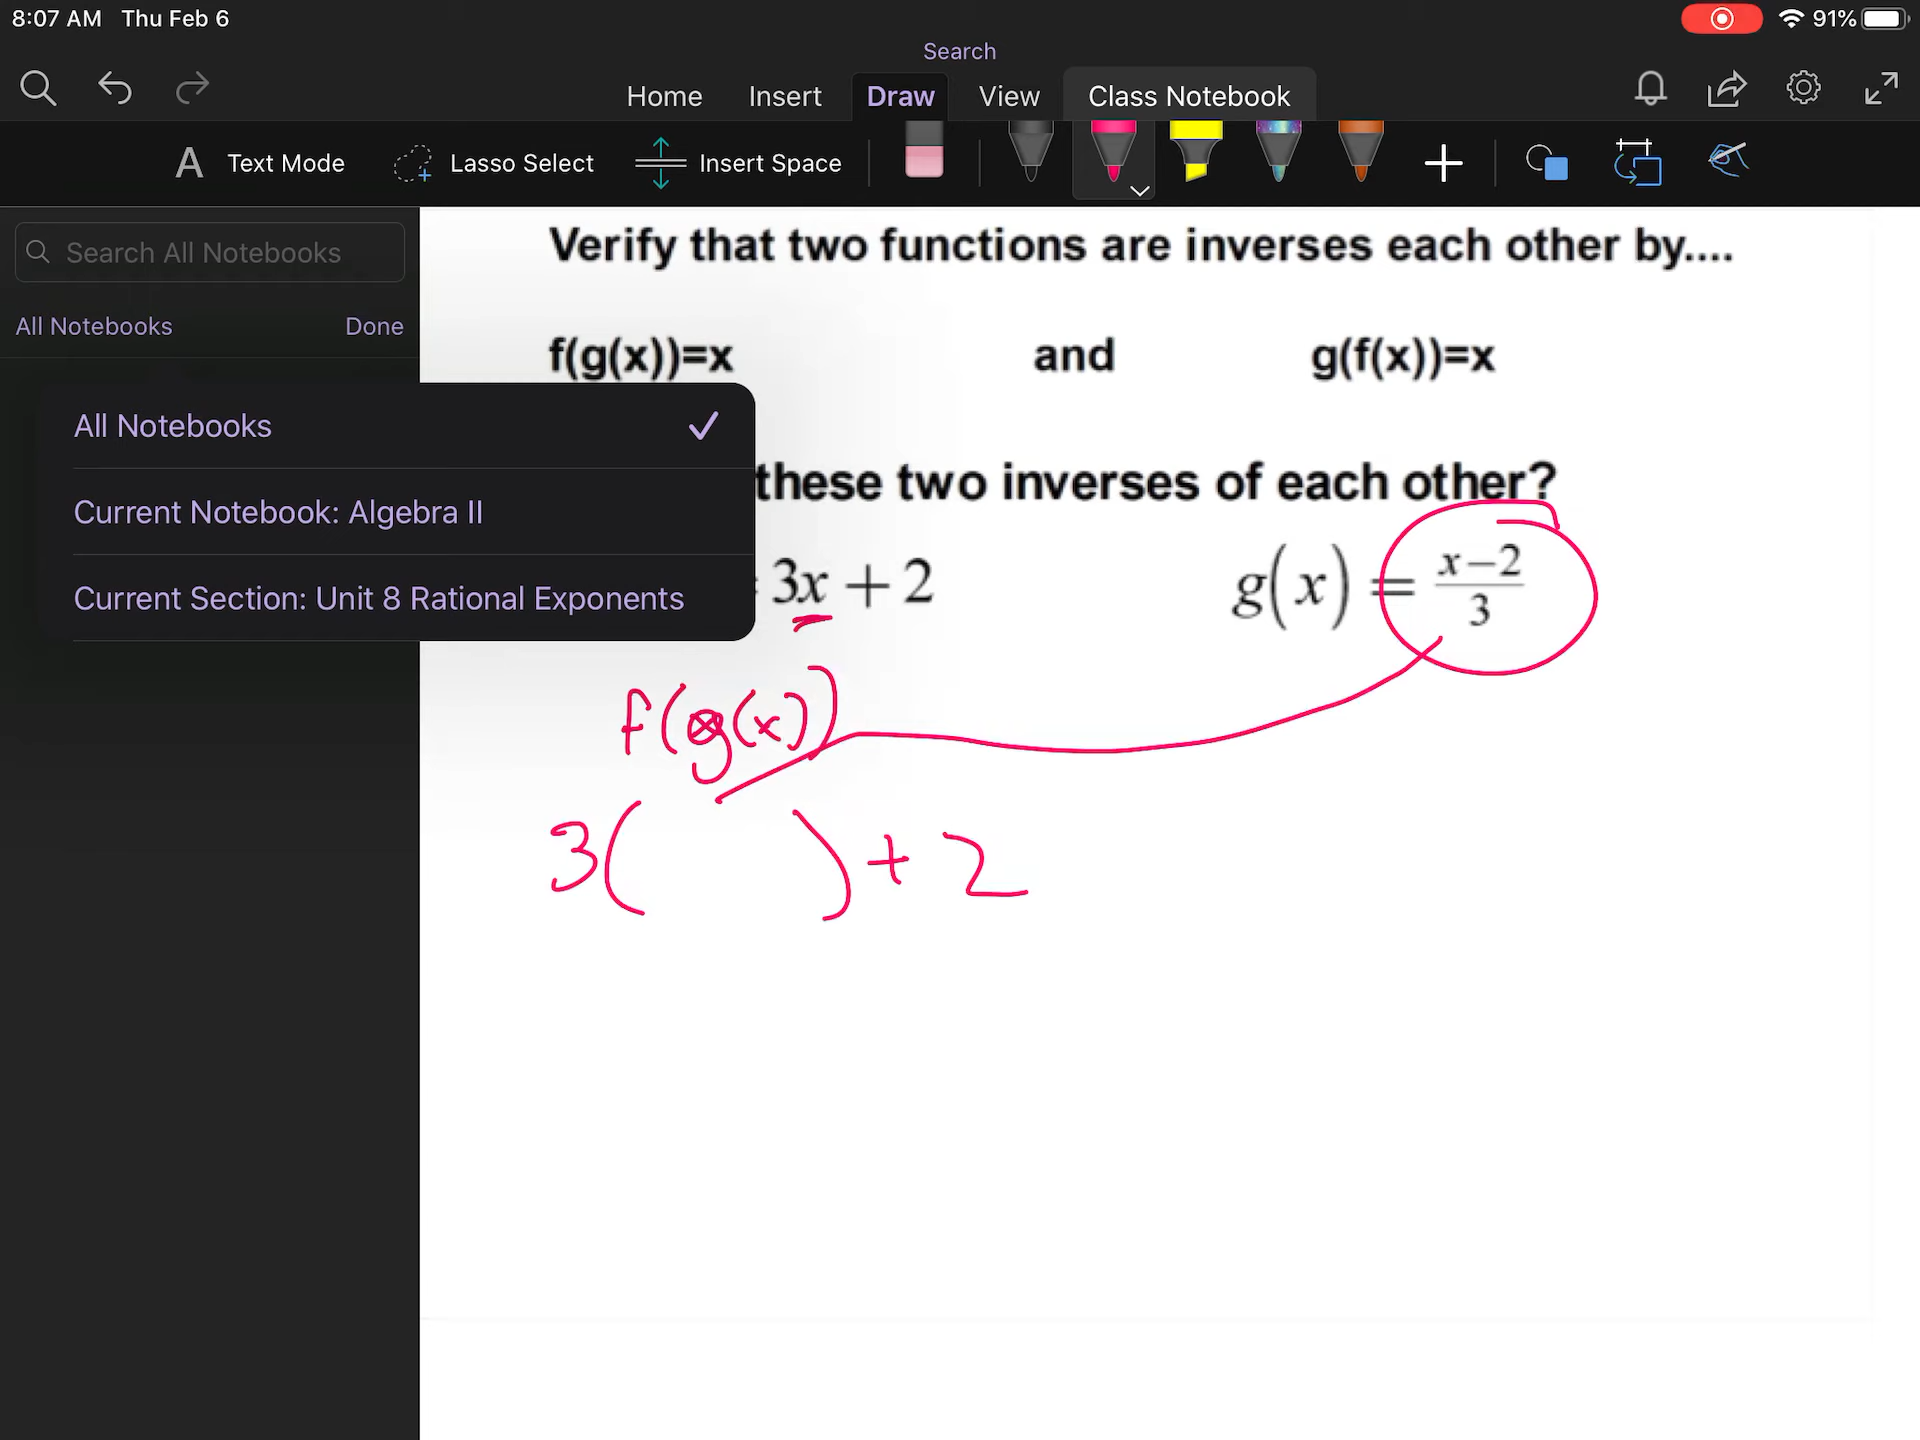 8:07 AM Thu Feb 6 91%
Search
Home Insert Draw View Class Notebook
A Text Mode Lasso Select Insert Space
Search All Notebooks
All Notebooks Done
All Notebooks
Current Notebook: Algebra II
Current Section: Unit 8 Rational Exponents
Verify that two functions are inverses each other by....
f(g(x))=x and g(f(x))=x
these two inverses of each other?
3x + 2 g(x) = x-2/3
f(g(x))
3( ) + 2